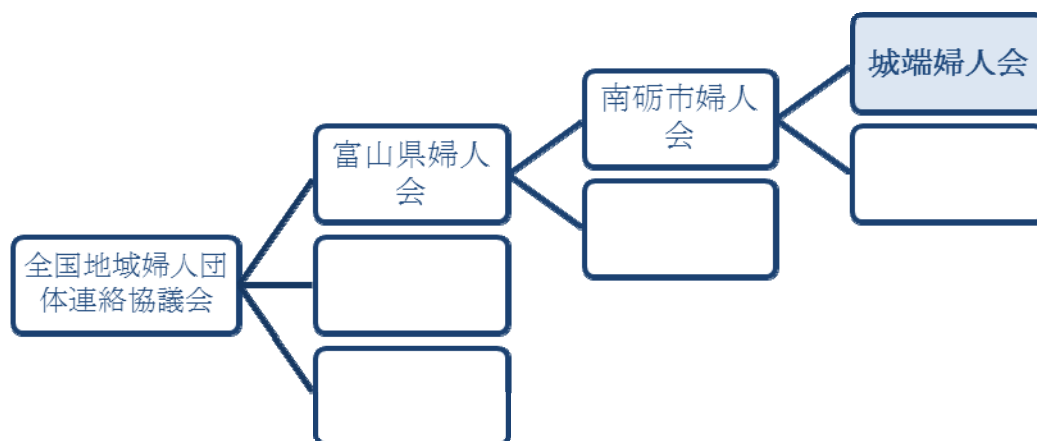 城端婦人会
南砺市婦人
会
富山県婦人
会
全国地域婦人団
体連絡協議会